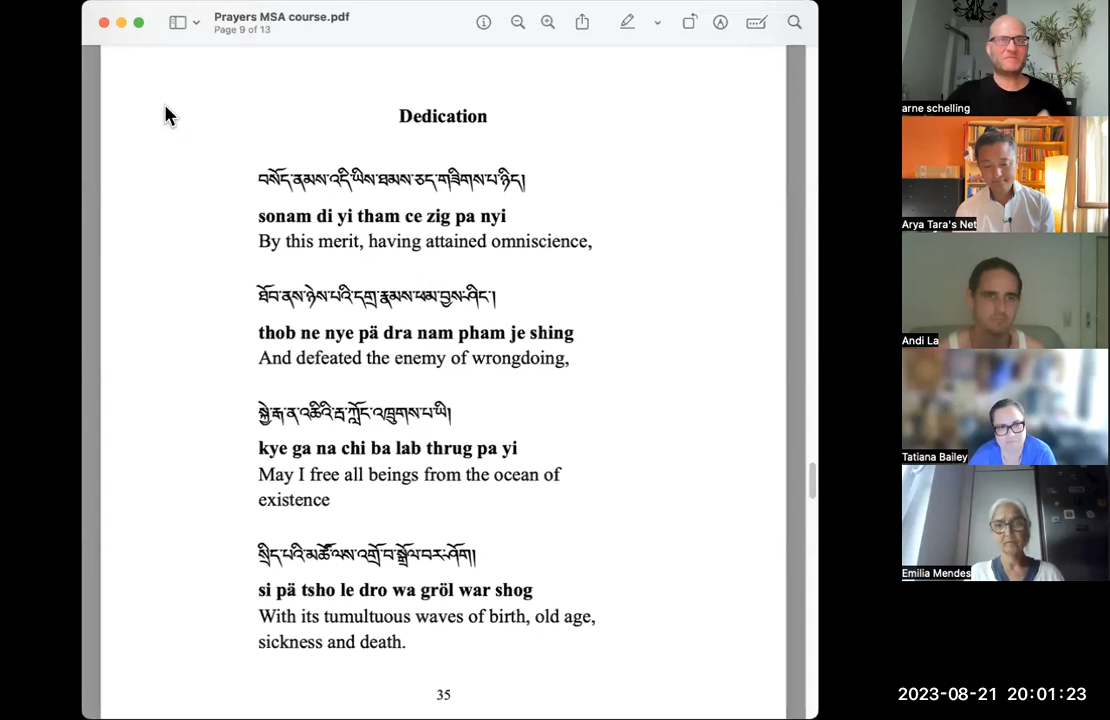 Prayers MSA course.pdf
Page 9 of 13
Dedication
བསོད་ནམས་འདི་ཡིས་ཐམས་ཅད་གཟིགས་པ་ཉིད།
sonam di yi tham ce zig pa nyi
By this merit, having attained omniscience,
ཐོབ་ནས་ཉེས་པའི་དགྲ་རྣམས་ཕམ་བྱས་ཤིང་།
thob ne nye pä dra nam pham je shing
And defeated the enemy of wrongdoing,
སྐྱེ་རྒ་ན་འཆིའི་རྦ་ཀློང་འཁྲུགས་པ་ཡི།
kye ga na chi ba lab thrug pa yi
May I free all beings from the ocean of
existence
སྲིད་པའི་མཚོ་ལས་འགྲོ་བ་སྒྲོལ་བར་ཤོག།
si pä tsho le dro wa gröl war shog
With its tumultuous waves of birth, old age,
sickness and death.
35
arne schelling
Arya Tara's Net
Andi La
Tatiana Bailey
Emilia Mendes
2023-08-21 20:01:23